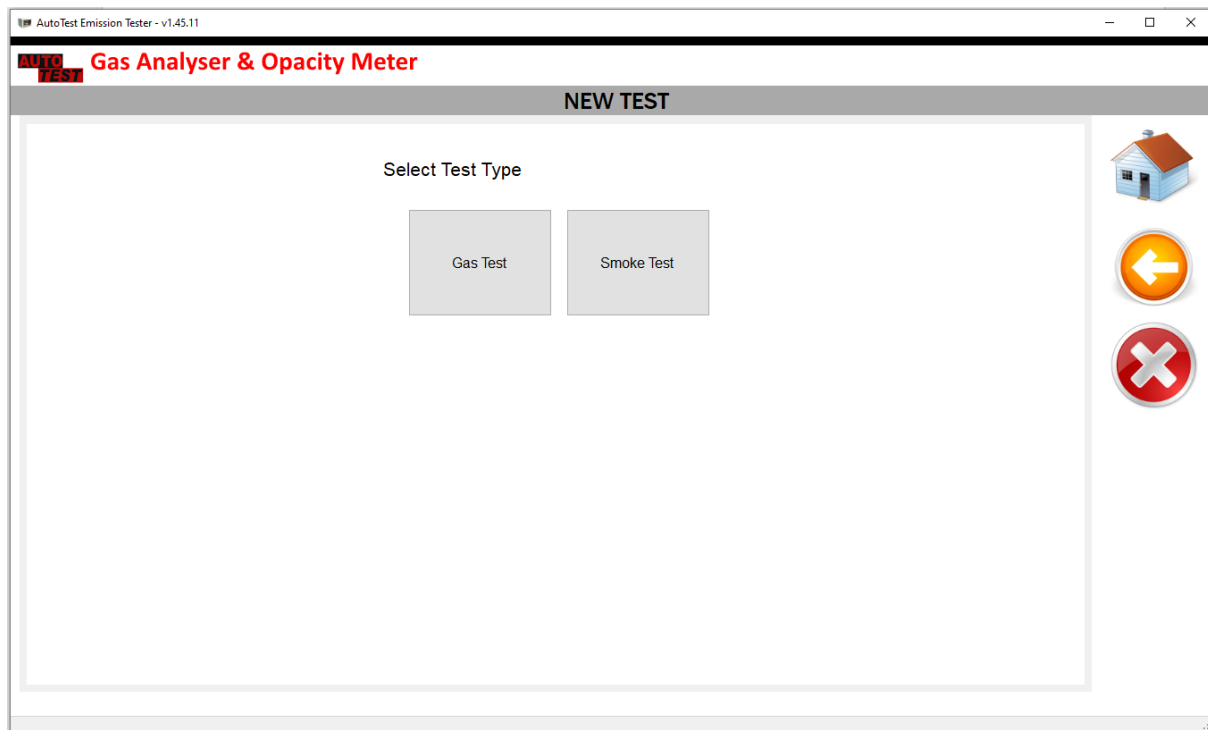 AutoTest Emission Tester - v1.45.11
AUTO
TEST
Gas Analyser & Opacity Meter
NEW TEST
Select Test Type
Gas Test
Smoke Test